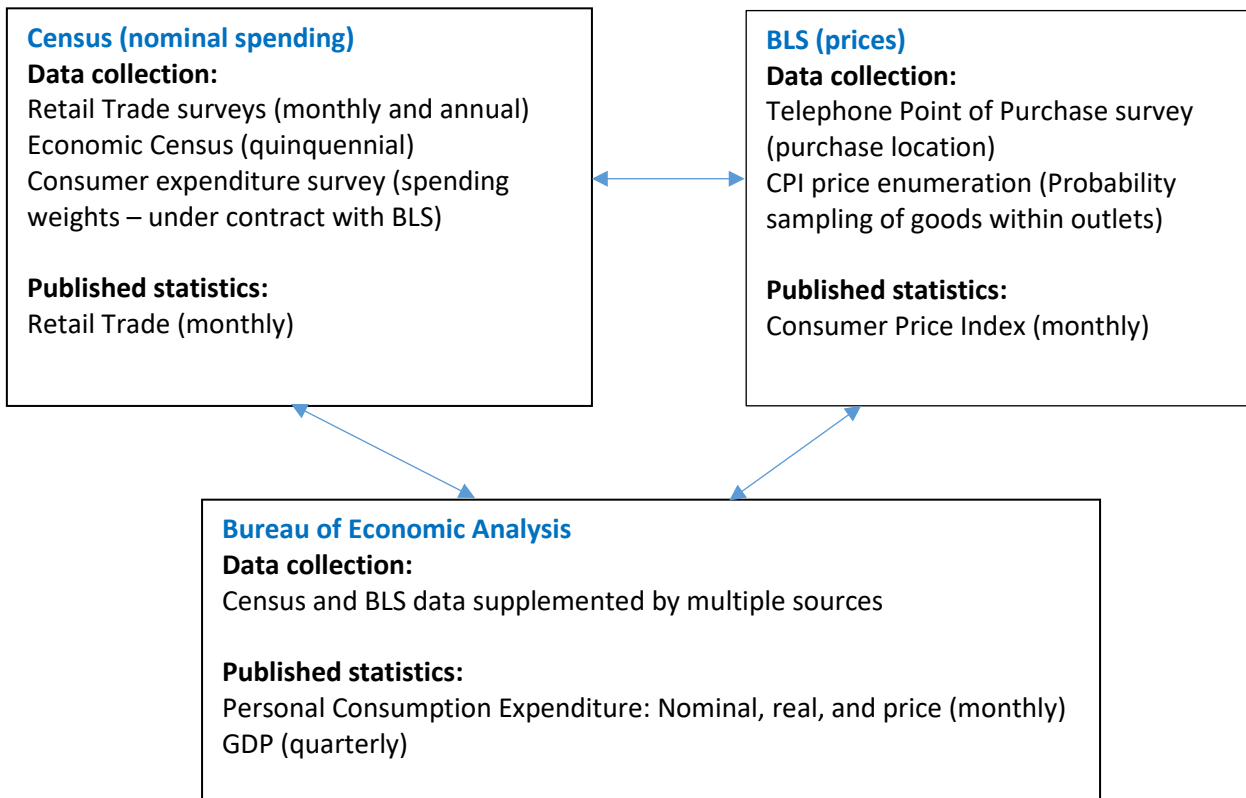 Census (nominal spending)
Data collection:
Retail Trade surveys (monthly and annual)
Economic Census (quinquennial)
Consumer expenditure survey (spending
weights – under contract with BLS)
Published statistics:
Retail Trade (monthly)
BLS (prices)
Data collection:
Telephone Point of Purchase survey
(purchase location)
CPI price enumeration (Probability
sampling of goods within outlets)
Published statistics:
Consumer Price Index (monthly)
Bureau of Economic Analysis
Data collection:
Census and BLS data supplemented by multiple sources
Published statistics:
Personal Consumption Expenditure: Nominal, real, and price (monthly)
GDP (quarterly)